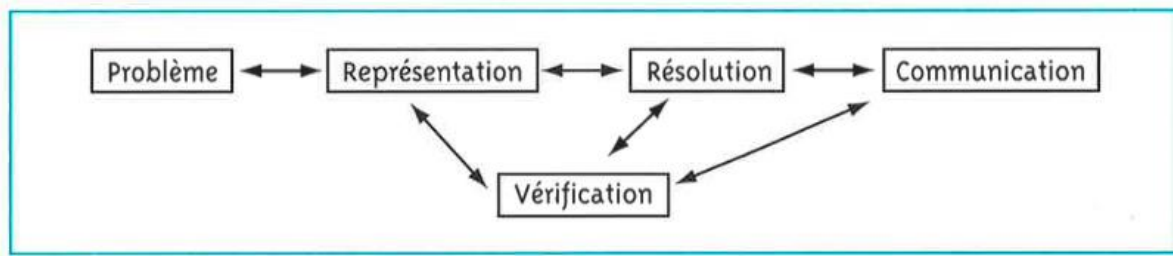 Problème
Représentation
Résolution
Communication
Vérification